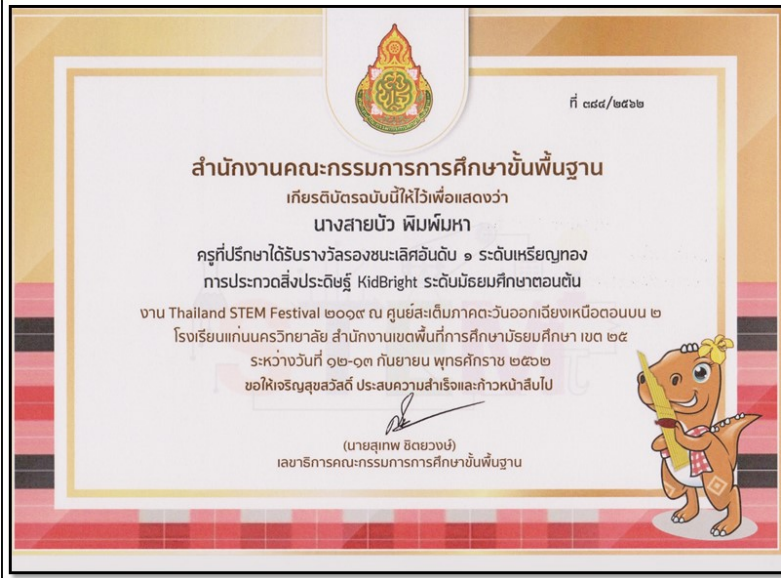 ที่ ๓๘๘/๒๕๖๒
สำนักงานคณะกรรมการการศึกษาขั้นพื้นฐาน
เกียรติบัตรฉบับนี้ให้ไว้เพื่อแสดงว่า
นางสายบัว พิมพ์มหา
ครูที่ปรึกษาได้รับรางวัลรองชนะเลิศอันดับ ๑ ระดับเหรียญทอง
การประกวดสิ่งประดิษฐ์ KidBright ระดับมัธยมศึกษาตอนต้น
งาน Thailand STEM Festival ๒๐๑๙ ณ ศูนย์สะเต็มภาคตะวันออกเฉียงเหนือตอนบน ๒
โรงเรียนแก่นนครวิทยาลัย สำนักงานเขตพื้นที่การศึกษามัธยมศึกษา เขต ๒๕
ระหว่างวันที่ ๑๒-๑๓ กันยายน พุทธศักราช ๒๕๖๒
ขอให้เจริญสุขสวัสดิ์ ประสบความสำเร็จและก้าวหน้าสืบไป
(นายสุเทพ ชิตยวงษ์)
เลขาธิการคณะกรรมการการศึกษาขั้นพื้นฐาน